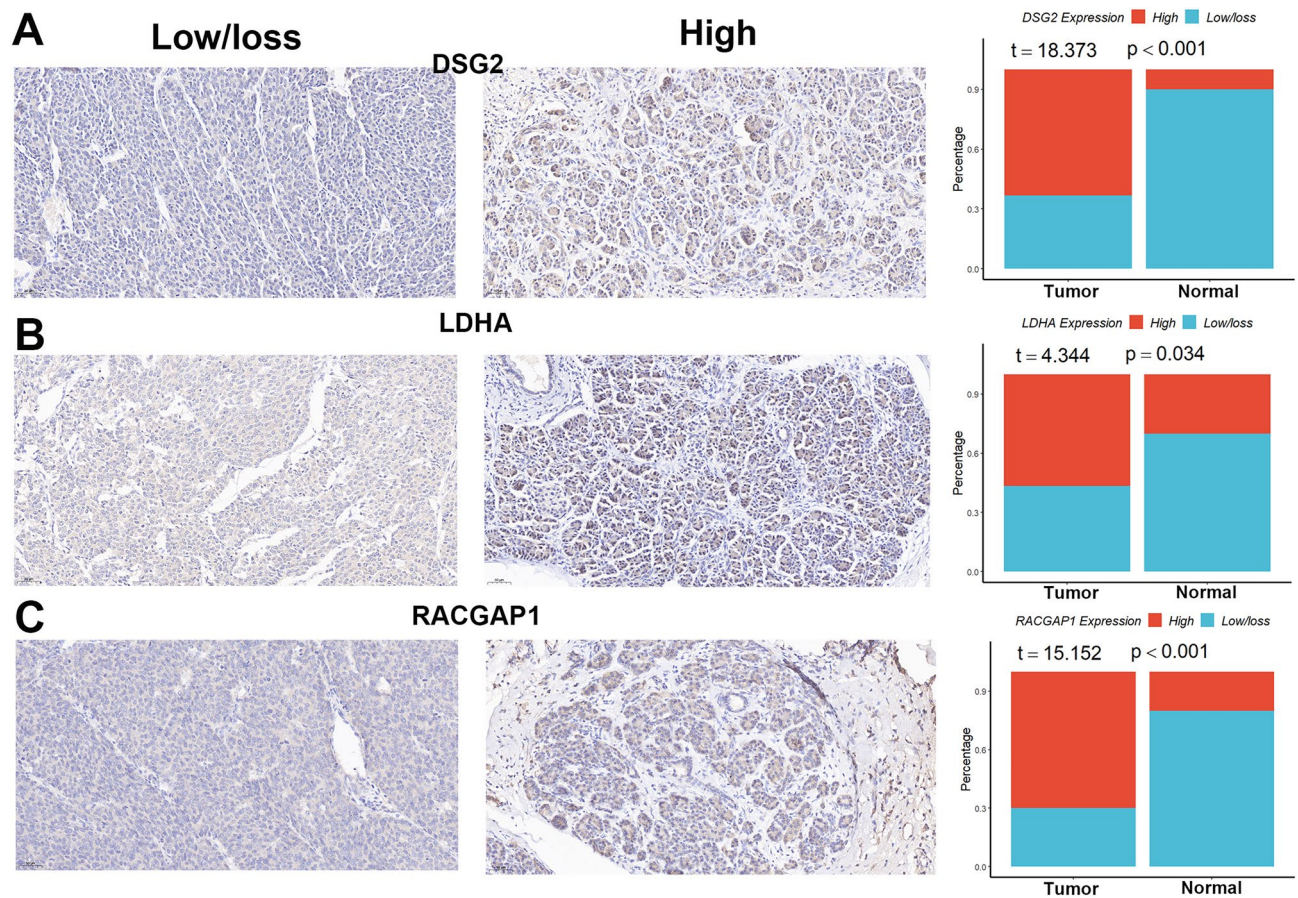 A
Low/loss
High
DSG2
DSG2 Expression High Low/loss
t = 18.373 p < 0.001
Percentage
0.9
0.6
0.3
0.0
Tumor Normal
B
LDHA
LDHA Expression High Low/loss
t = 4.344 p = 0.034
Percentage
0.9
0.6
0.3
0.0
Tumor Normal
C
RACGAP1
RACGAP1 Expression High Low/loss
t = 15.152 p < 0.001
Percentage
0.9
0.6
0.3
0.0
Tumor Normal